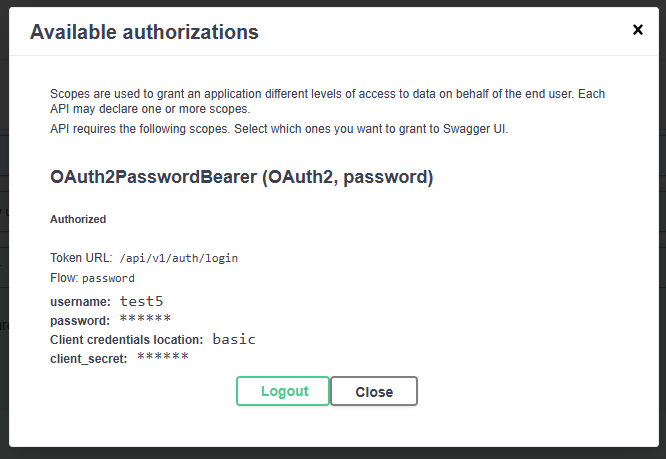 Available authorizations
×
Scopes are used to grant an application different levels of access to data on behalf of the end user. Each
API may declare one or more scopes.
API requires the following scopes. Select which ones you want to grant to Swagger UI.
OAuth2PasswordBearer (OAuth2, password)
Authorized
Token URL: /api/v1/auth/login
Flow: password
username: test5
password: ******
Client credentials location: basic
client_secret: ******
Logout Close